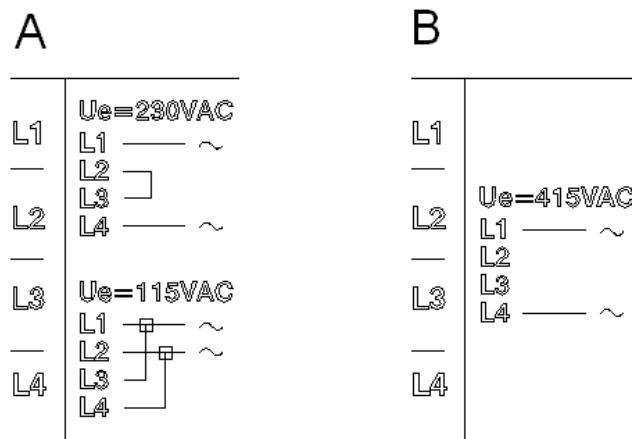 A
L1
L2
L3
L4
Ue=230VAC
L1 ~
L2
L3
L4 ~
Ue=115VAC
L1 ~
L2 ~
L3
L4
B
L1
L2
L3
L4
Ue=415VAC
L1 ~
L2
L3
L4 ~